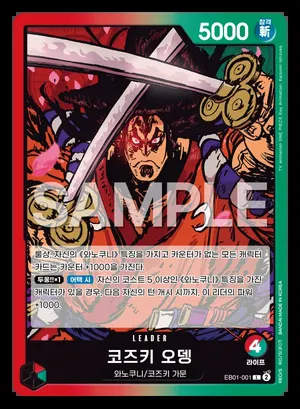 5000
참격
斬
SAMPLE
룰상, 자신의 《와노쿠니》 특징을 가지고 카운터가 없는 모든 캐릭터
카드는 카운터 +1000을 가진다.
두웅!!×1 어택 시 자신의 코스트 5 이상인 《와노쿠니》 특징을 가진
캐릭터가 있을 경우, 다음 자신의 턴 개시 시까지, 이 리더의 파워
+1000.
LEADER
코즈키 오뎅
와노쿠니/코즈키 가문
4
라이프
EB01-001 L
2